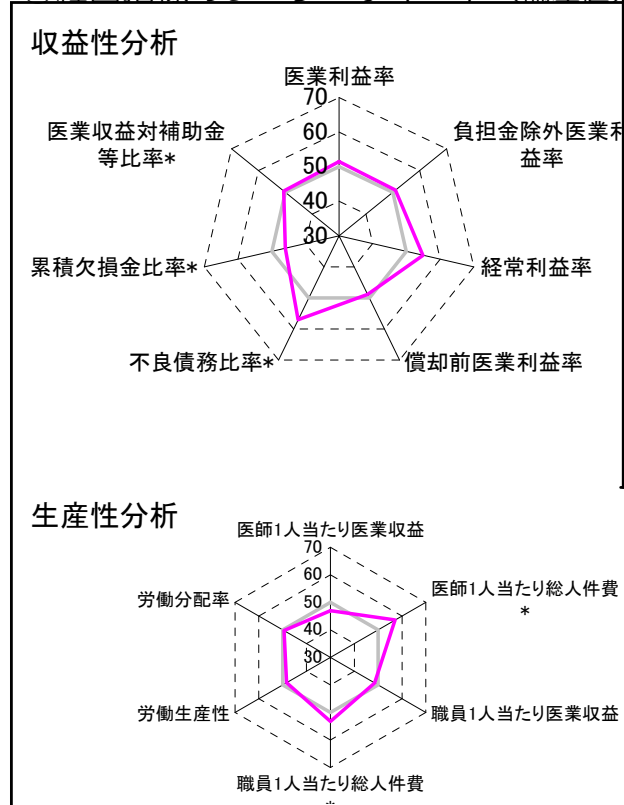 収益性分析
医業利益率
70
60
50
40
30
負担金除外医業利
益率
経常利益率
償却前医業利益率
不良債務比率*
累積欠損金比率*
医業収益対補助金
等比率*
生産性分析
医師1人当たり医業収益
70
60
50
40
30
医師1人当たり総人件費
*
職員1人当たり医業収益
職員1人当たり総人件費
*
労働生産性
労働分配率